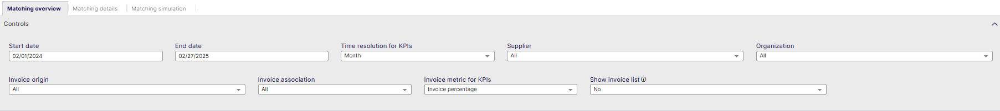 Matching overview Matching details Matching simulation
Controls
Start date End date Time resolution for KPIs Supplier Organization
02/01/2024 02/27/2025 Month All All
Invoice origin Invoice association Invoice metric for KPIs Show invoice list
All All Invoice percentage No